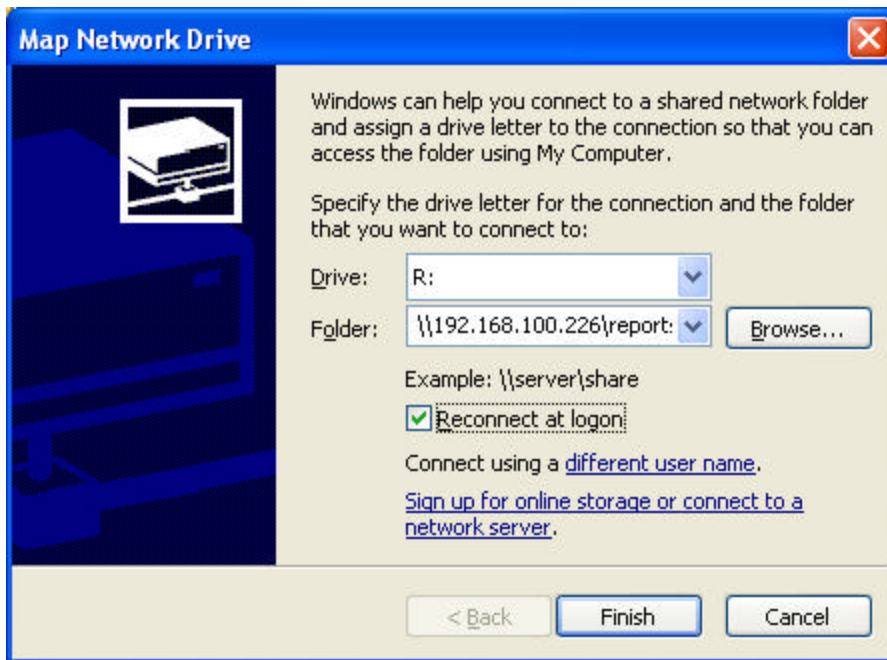 Map Network Drive
Windows can help you connect to a shared network folder
and assign a drive letter to the connection so that you can
access the folder using My Computer.
Specify the drive letter for the connection and the folder
that you want to connect to:
Drive: R:
Folder: \\192.168.100.226\report: Browse...
Example: \\server\share
Reconnect at logon
Connect using a different user name.
Sign up for online storage or connect to a
network server.
< Back Finish Cancel